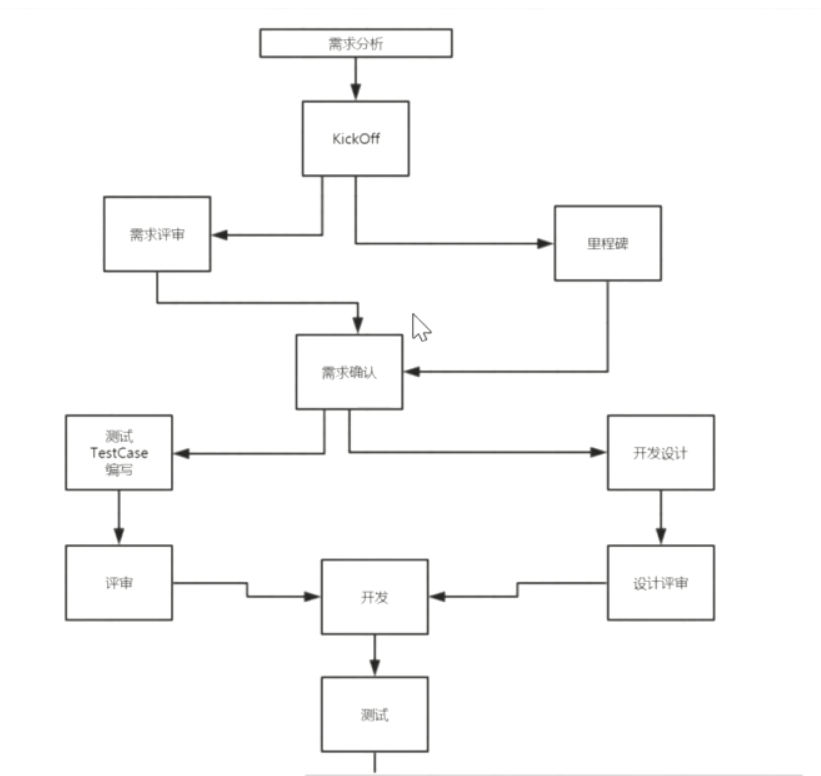 需求分析
KickOff
需求评审
里程碑
需求确认
测试
TestCase
编写
开发设计
评审
开发
设计评审
测试